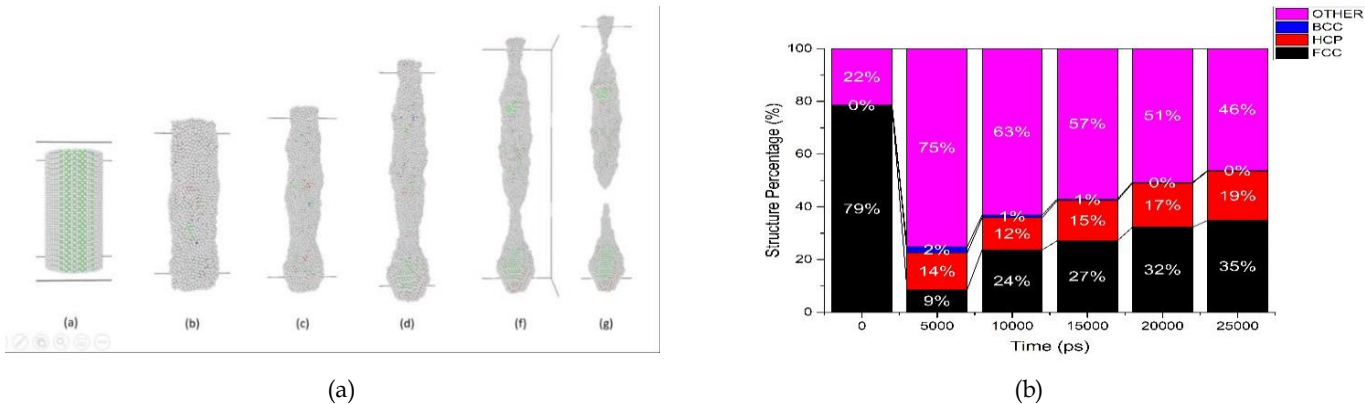 (a) (b) (c) (d) (f) (g)
OTHER
BCC
HCP
FCC
Structure Percentage (%)
100
80
60
40
20
0
22% 0% 79%
75% 2% 14% 9%
63% 1% 12% 24%
57% 1% 15% 27%
51% 0% 17% 32%
46% 0% 19% 35%
0 5000 10000 15000 20000 25000
Time (ps)
(a) (b)